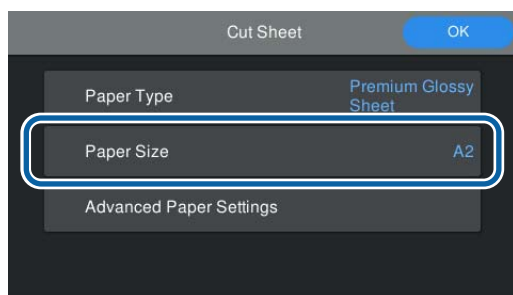 Cut Sheet
OK
Paper Type
Premium Glossy
Sheet
Paper Size
A2
Advanced Paper Settings